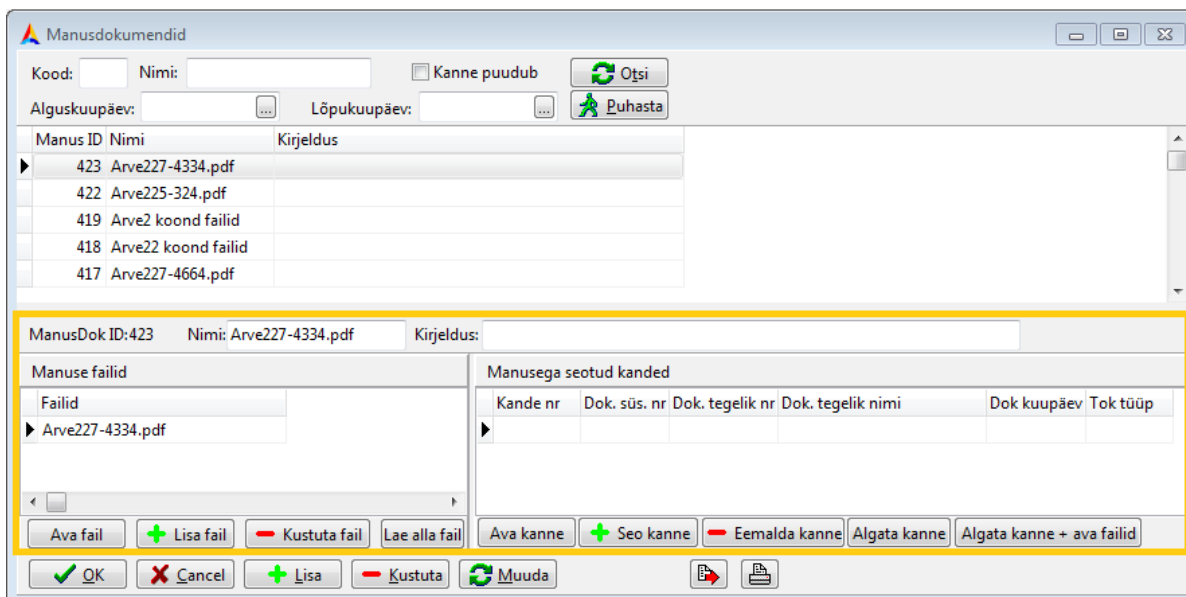 Manusdokumendid
Kood: Nimi: Kanne puudub Otsi
Alguskuupäev: ... Lõpukuupäev: ... Puhasta
Manus ID Nimi Kirjeldus
423 Arve227-4334.pdf
422 Arve225-324.pdf
419 Arve2 koond failid
418 Arve22 koond failid
417 Arve227-4664.pdf
ManusDok ID:423 Nimi: Arve227-4334.pdf Kirjeldus:
Manuse failid Manusega seotud kanded
Failid Kande nr Dok. süs. nr Dok. tegelik nr Dok. tegelik nimi Dok kuupäev Tok tüüp
Arve227-4334.pdf
Ava fail Lisa fail Kustuta fail Lae alla fail Ava kanne Seo kanne Eemalda kanne Algata kanne Algata kanne + ava failid
OK Cancel Lisa Kustuta Muuda